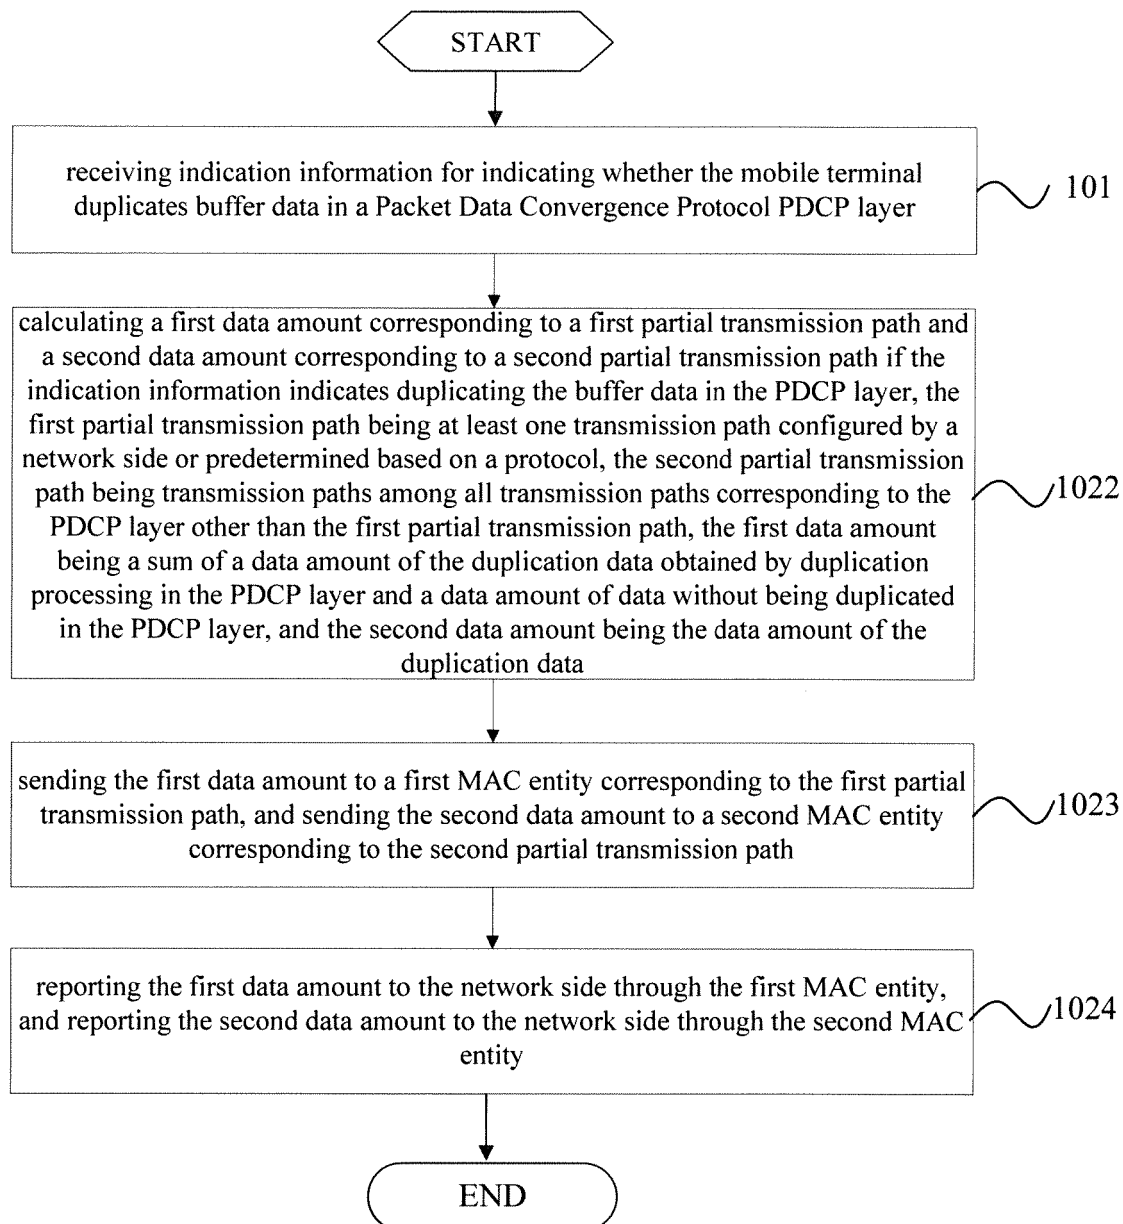 START
receiving indication information for indicating whether the mobile terminal
duplicates buffer data in a Packet Data Convergence Protocol PDCP layer
101
calculating a first data amount corresponding to a first partial transmission path and
a second data amount corresponding to a second partial transmission path if the
indication information indicates duplicating the buffer data in the PDCP layer, the
first partial transmission path being at least one transmission path configured by a
network side or predetermined based on a protocol, the second partial transmission
path being transmission paths among all transmission paths corresponding to the
PDCP layer other than the first partial transmission path, the first data amount
being a sum of a data amount of the duplication data obtained by duplication
processing in the PDCP layer and a data amount of data without being duplicated
in the PDCP layer, and the second data amount being the data amount of the
duplication data
1022
sending the first data amount to a first MAC entity corresponding to the first partial
transmission path, and sending the second data amount to a second MAC entity
corresponding to the second partial transmission path
1023
reporting the first data amount to the network side through the first MAC entity,
and reporting the second data amount to the network side through the second MAC
entity
1024
END